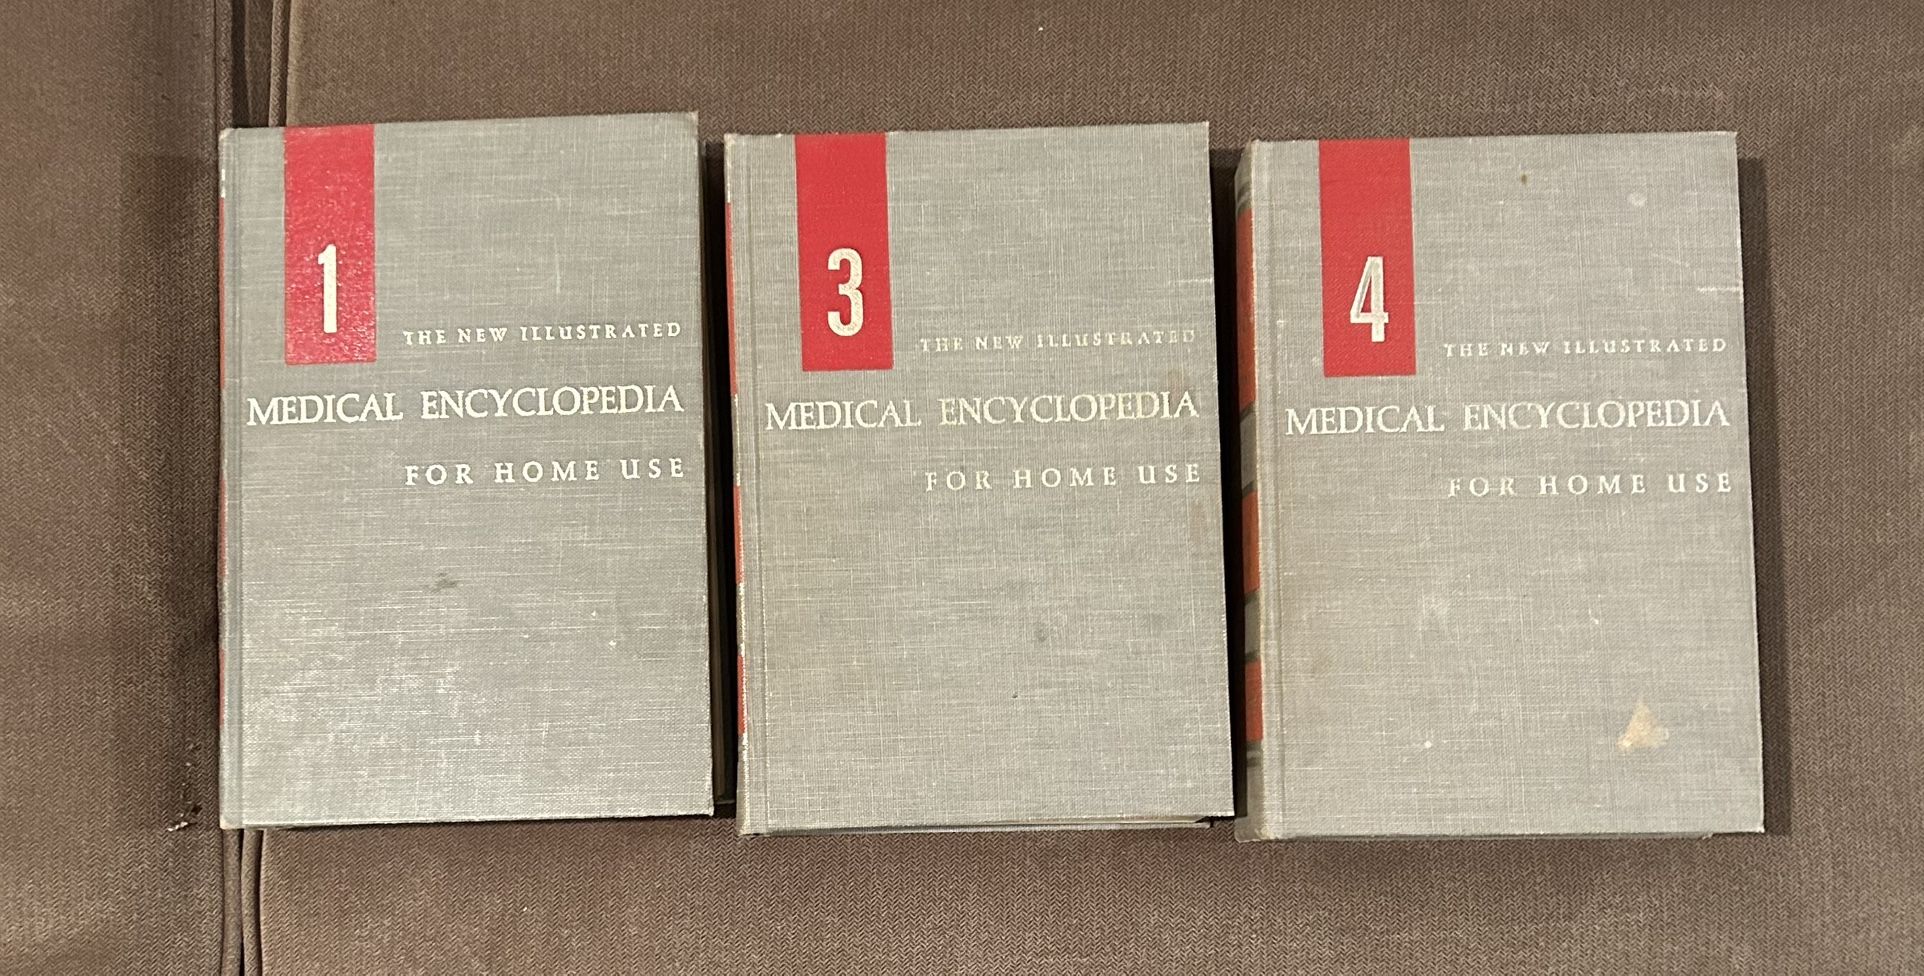 1
THE NEW ILLUSTRATED
MEDICAL ENCYCLOPEDIA
FOR HOME USE
3
THE NEW ILLUSTRATED
MEDICAL ENCYCLOPEDIA
FOR HOME USE
4
THE NEW ILLUSTRATED
MEDICAL ENCYCLOPEDIA
FOR HOME USE